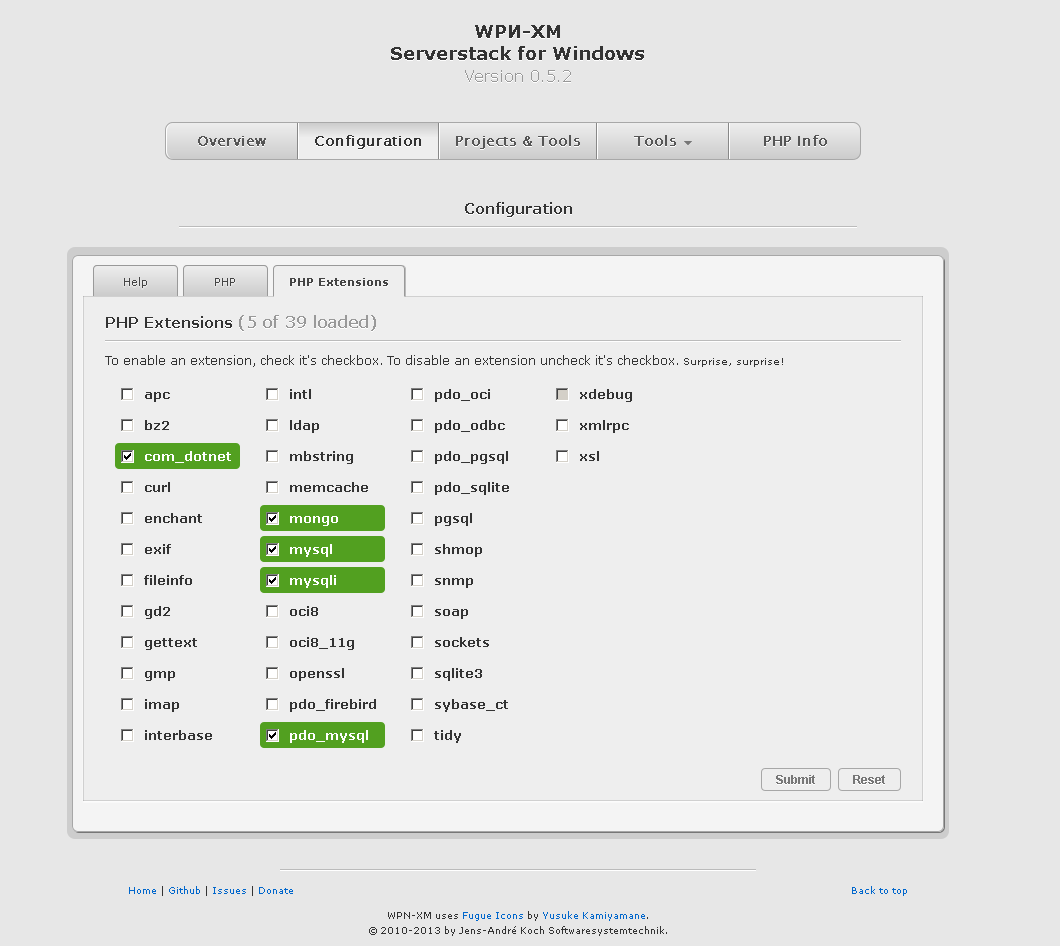 WPИ-XM
Serverstack for Windows
Version 0.5.2
Overview
Configuration
Projects & Tools
Tools
PHP Info
Configuration
Help
PHP
PHP Extensions
PHP Extensions (5 of 39 loaded)
To enable an extension, check it's checkbox. To disable an extension uncheck it's checkbox. Surprise, surprise!
apc
bz2
com_dotnet
curl
enchant
exif
fileinfo
gd2
gettext
gmp
imap
interbase
intl
ldap
mbstring
memcache
mongo
mysql
mysqli
oci8
oci8_11g
openssl
pdo_firebird
pdo_mysql
pdo_oci
pdo_odbc
pdo_pgsql
pdo_sqlite
pgsql
shmop
snmp
soap
sockets
sqlite3
sybase_ct
tidy
xdebug
xmlrpc
xsl
Submit
Reset
Home | Github | Issues | Donate
Back to top
WPN-XM uses Fugue Icons by Yusuke Kamiyamane.
© 2010-2013 by Jens-André Koch Softwaresystemtechnik.